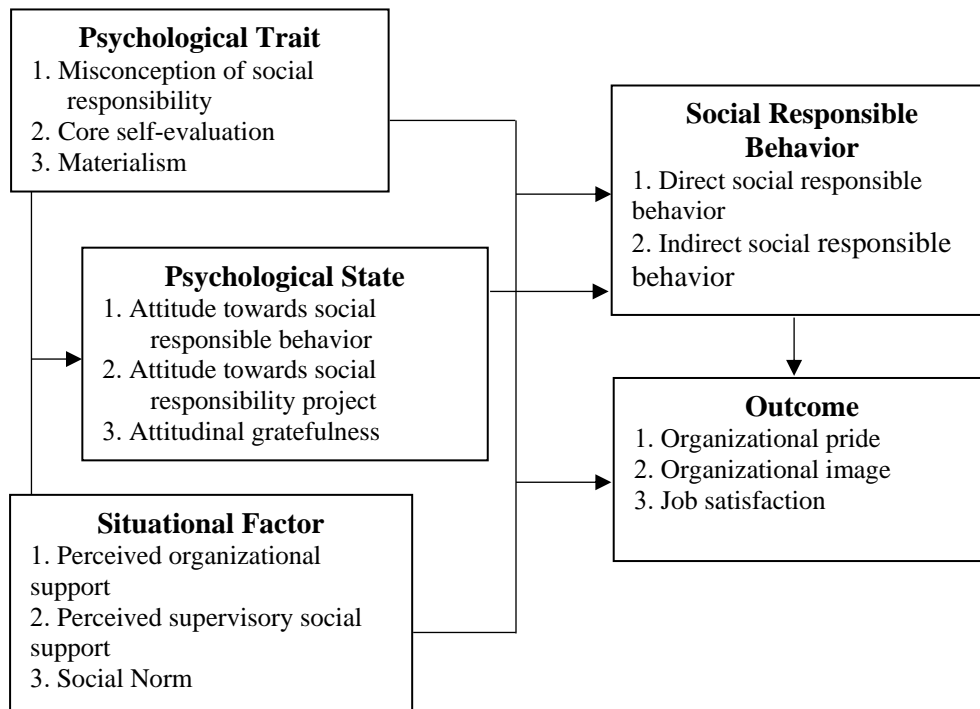 Psychological Trait
1. Misconception of social
responsibility
2. Core self-evaluation
3. Materialism
Psychological State
1. Attitude towards social
responsible behavior
2. Attitude towards social
responsibility project
3. Attitudinal gratefulness
Situational Factor
1. Perceived organizational
support
2. Perceived supervisory social
support
3. Social Norm
Social Responsible
Behavior
1. Direct social responsible
behavior
2. Indirect social responsible
behavior
Outcome
1. Organizational pride
2. Organizational image
3. Job satisfaction